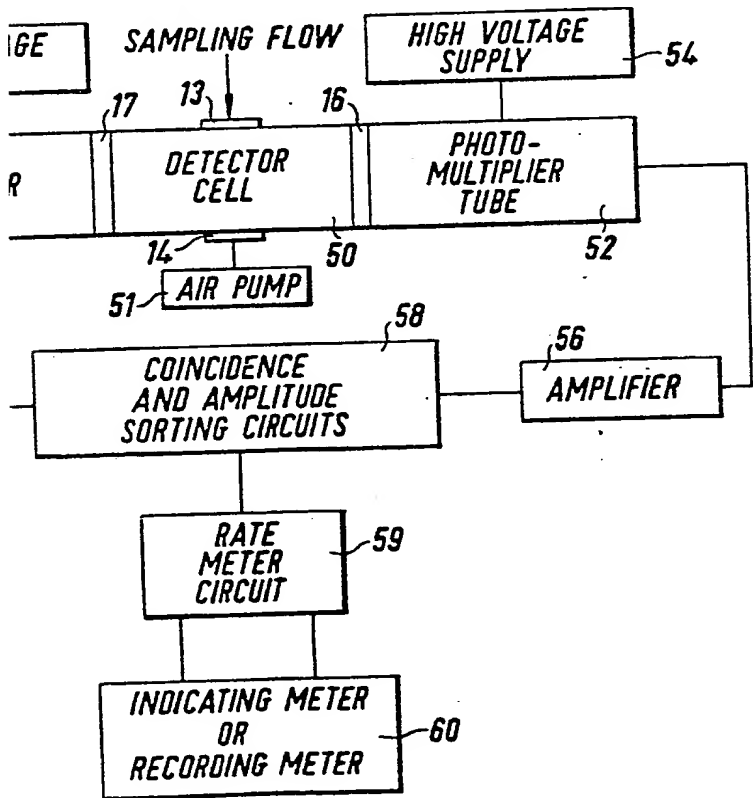 AGE
SAMPLING FLOW
HIGH VOLTAGE
SUPPLY
54
17
13
16
R
DETECTOR
CELL
PHOTO-
MULTIPLIER
TUBE
14
50
52
51
AIR PUMP
58
56
COINCIDENCE
AND AMPLITUDE
SORTING CIRCUITS
AMPLIFIER
RATE
METER
CIRCUIT
59
INDICATING METER
OR
RECORDING METER
60